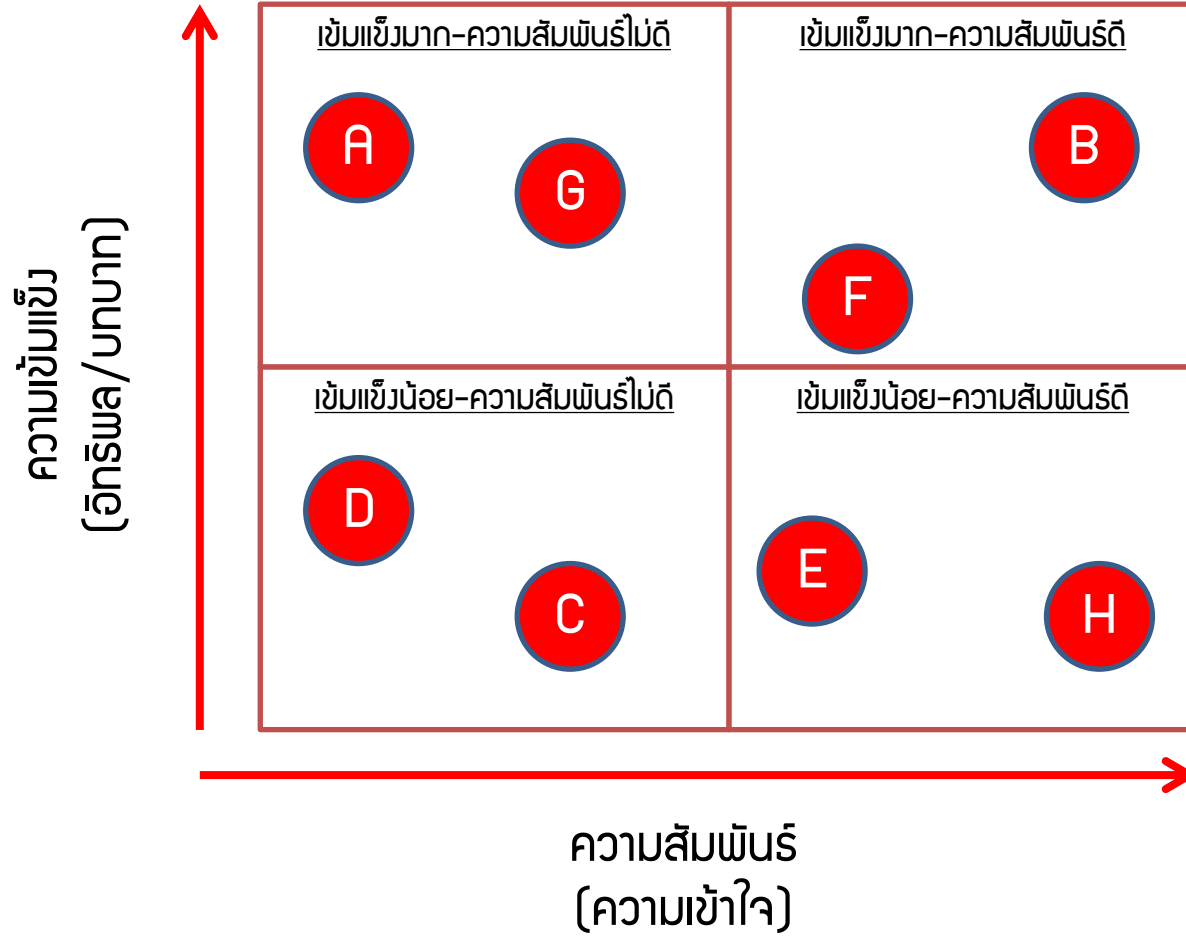 เข้มแข็งมาก-ความสัมพันธ์ไม่ดี
เข้มแข็งมาก-ความสัมพันธ์ดี
A
G
B
F
ความเข้มแข็ง
(อิทธิพล/บทบาท)
เข้มแข็งน้อย-ความสัมพันธ์ไม่ดี
เข้มแข็งน้อย-ความสัมพันธ์ดี
D
C
E
H
ความสัมพันธ์
(ความเข้าใจ)